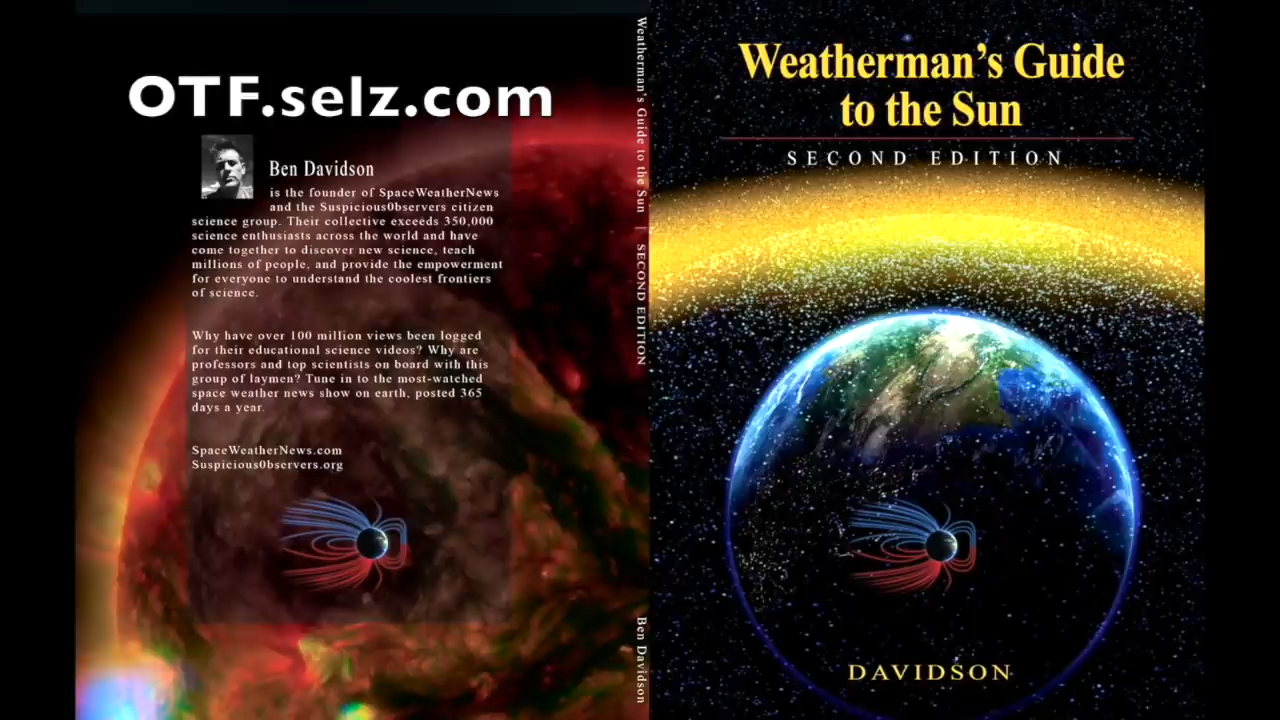 OTF.selz.com
Ben Davidson
is the founder of SpaceWeatherNews
and the Suspicious0bservers citizen
science group. Their collective exceeds 350,000
science enthusiasts across the world and have
come together to discover new science, teach
millions of people, and provide the empowerment
for everyone to understand the coolest frontiers
of science.
Why have over 100 million views been logged
for their educational science videos? Why are
professors and top scientists on board with this
group of laymen? Tune in to the most-watched
space weather news show on earth, posted 365
days a year.
SpaceWeatherNews.com
Suspicious0bservers.org
Weatherman's Guide to the Sun | SECOND EDITION
Ben Davidson
Weatherman's Guide
to the Sun
SECOND EDITION
DAVIDSON